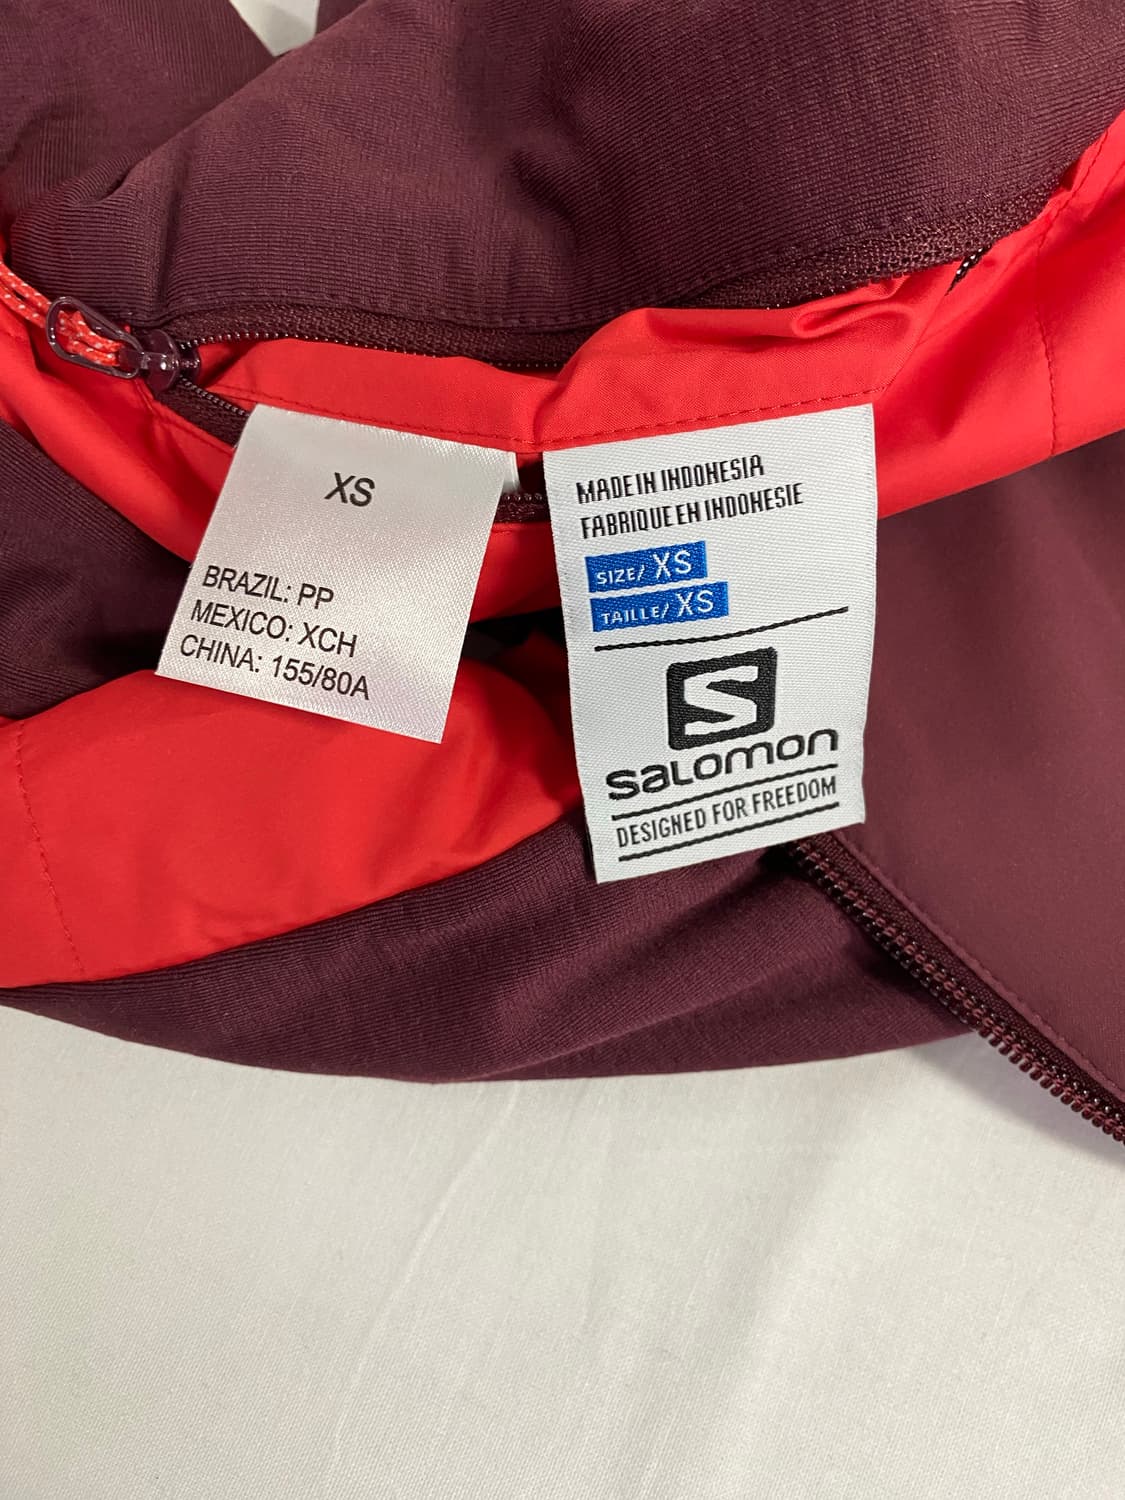 XS
BRAZIL: PP
MEXICO: XCH
CHINA: 155/80A
MADE IN INDONESIA
FABRIQUE EN INDONESIE
SIZE/ XS
TAILLE/ XS
S
SALOMON
DESIGNED FOR FREEDOM